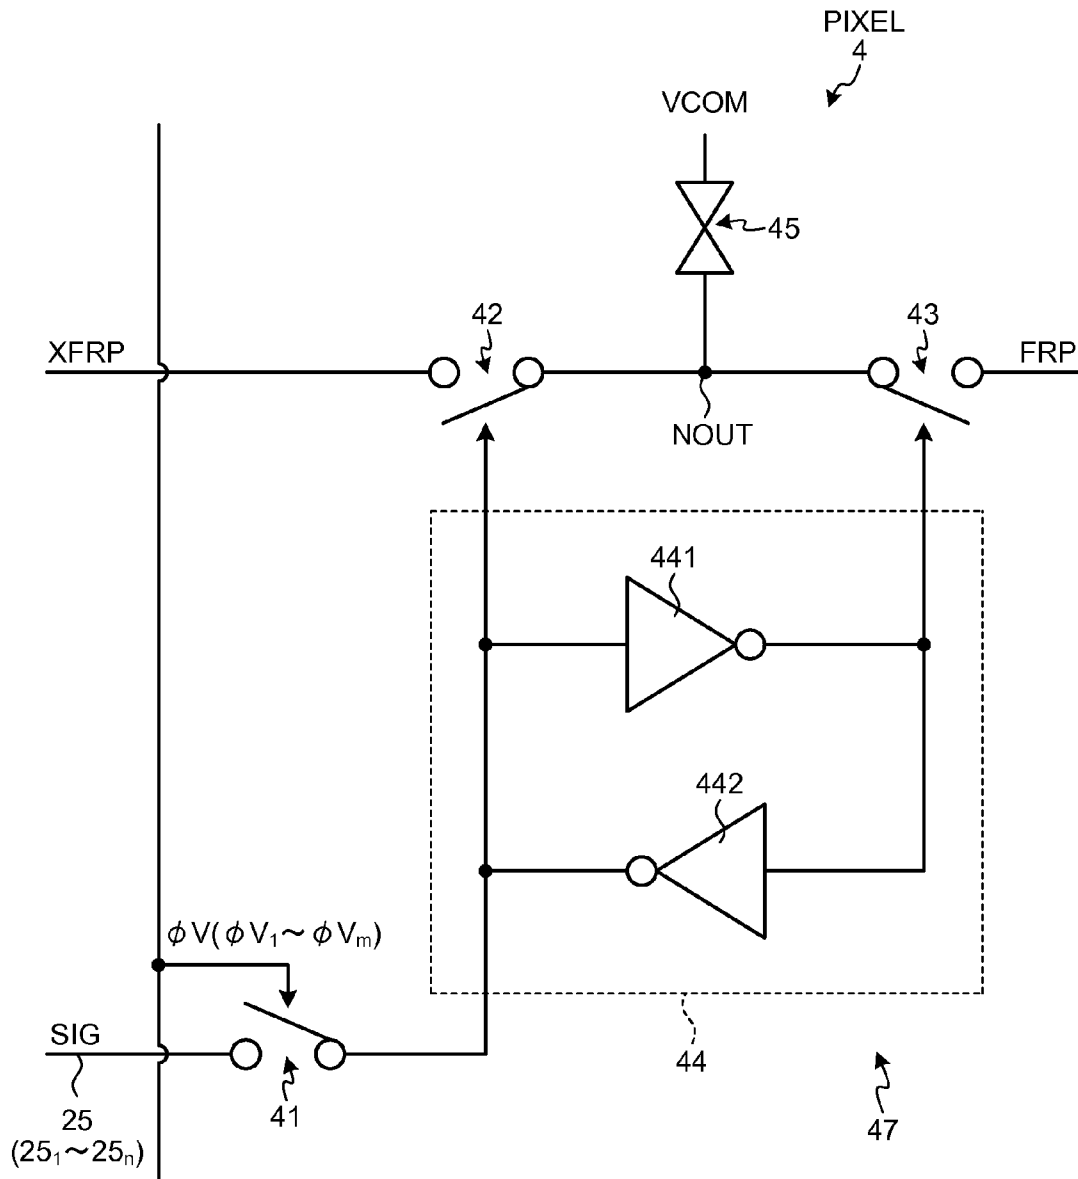 PIXEL
4
VCOM
45
42
43
XFRP
FRP
NOUT
441
442
ϕV(ϕV₁~ϕVₘ)
SIG
44
41
25
(25₁~25ₙ)
47